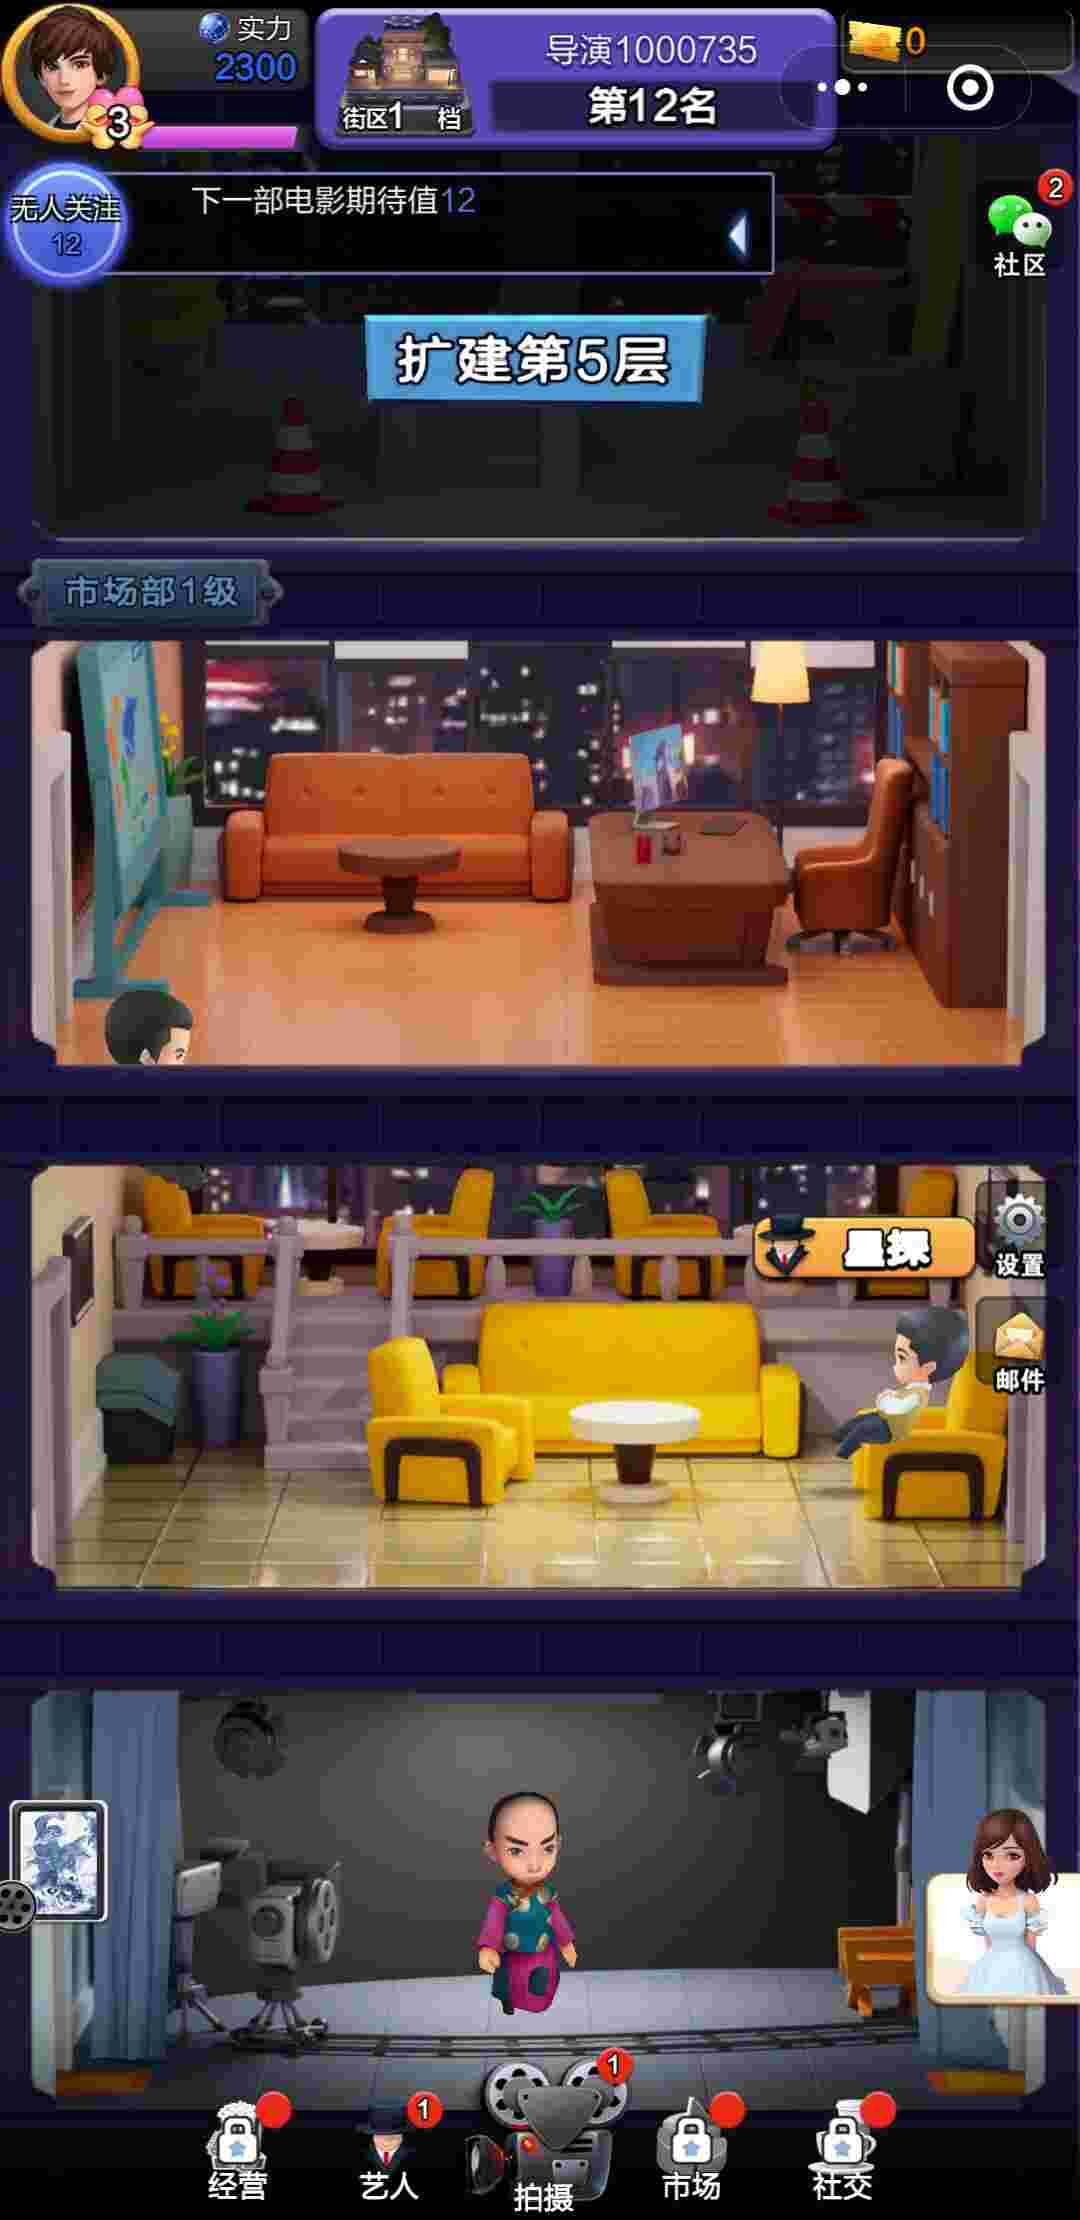 实力
2300
3
街区1 档
导演1000735
第12名
0
无人关注
12
下一部电影期待值12
2
社区
扩建第5层
市场部1级
星探
设置
邮件
经营
1
艺人
1
拍摄
市场
社交